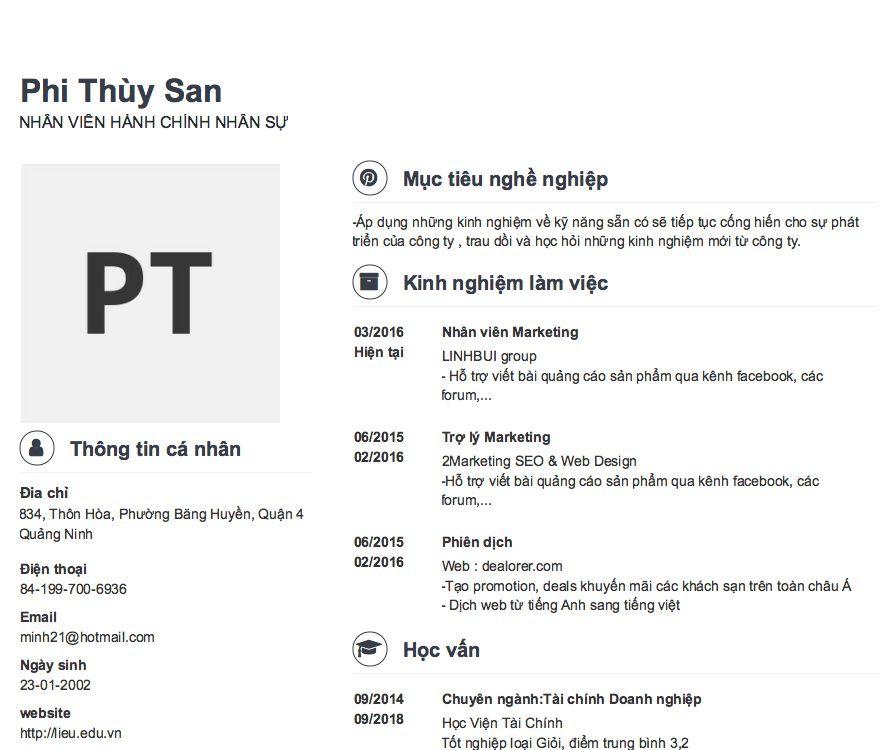 Phi Thùy San
NHÂN VIÊN HÀNH CHÍNH NHÂN SỰ
PT
Thông tin cá nhân
Đia chỉ
834, Thôn Hòa, Phường Băng Huyền, Quận 4
Quảng Ninh
Điện thoại
84-199-700-6936
Email
minh21@hotmail.com
Ngày sinh
23-01-2002
website
http://lieu.edu.vn
Mục tiêu nghề nghiệp
-Áp dụng những kinh nghiệm về kỹ năng sẵn có sẽ tiếp tục cống hiến cho sự phát
triển của công ty , trau dồi và học hỏi những kinh nghiệm mới từ công ty.
Kinh nghiệm làm việc
03/2016 Nhân viên Marketing
Hiện tại LINHBUI group
- Hỗ trợ viết bài quảng cáo sản phẩm qua kênh facebook, các
forum,...
06/2015 Trợ lý Marketing
02/2016 2Marketing SEO & Web Design
-Hỗ trợ viết bài quảng cáo sản phẩm qua kênh facebook, các
forum,...
06/2015 Phiên dịch
02/2016 Web : dealorer.com
-Tạo promotion, deals khuyến mãi các khách sạn trên toàn châu Á
- Dịch web từ tiếng Anh sang tiếng việt
Học vấn
09/2014 Chuyên ngành:Tài chính Doanh nghiệp
09/2018 Học Viện Tài Chính
Tốt nghiệp loại Giỏi, điểm trung bình 3,2